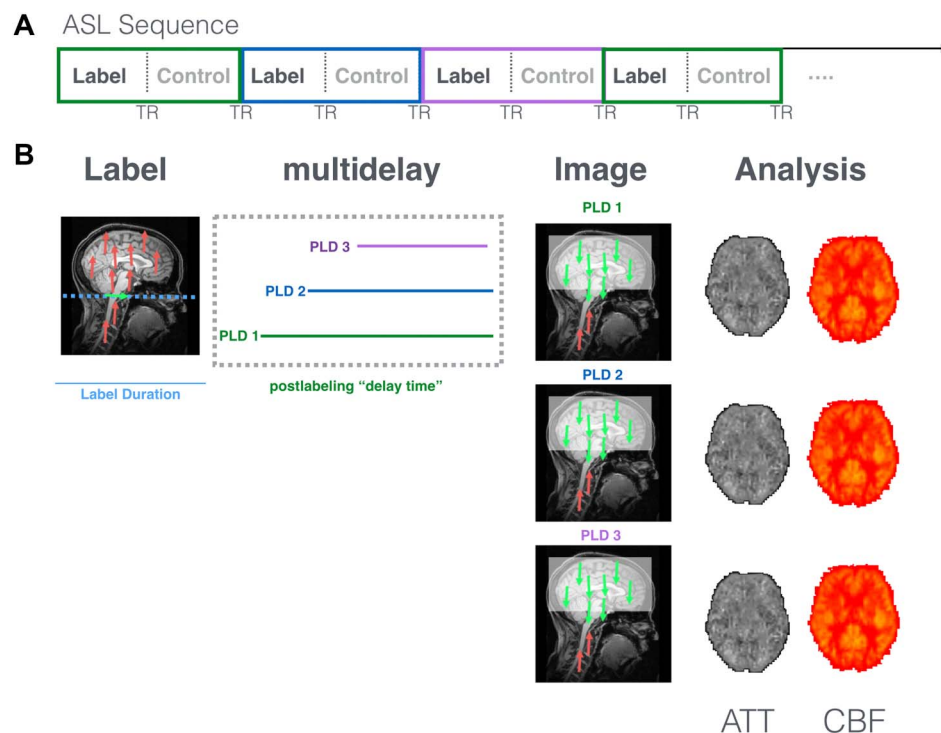 A
ASL Sequence
Label Control Label Control Label Control Label Control ....
TR TR TR TR TR TR TR TR
B
Label multidelay Image Analysis
PLD 1
PLD 3
PLD 2
PLD 1
PLD 2
Label Duration
postlabeling “delay time”
PLD 3
ATT CBF